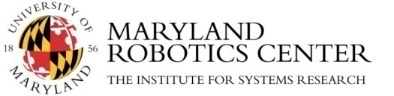 UNIVERSITY OF
18 56
MARYLAND
MARYLAND
ROBOTICS CENTER
THE INSTITUTE FOR SYSTEMS RESEARCH